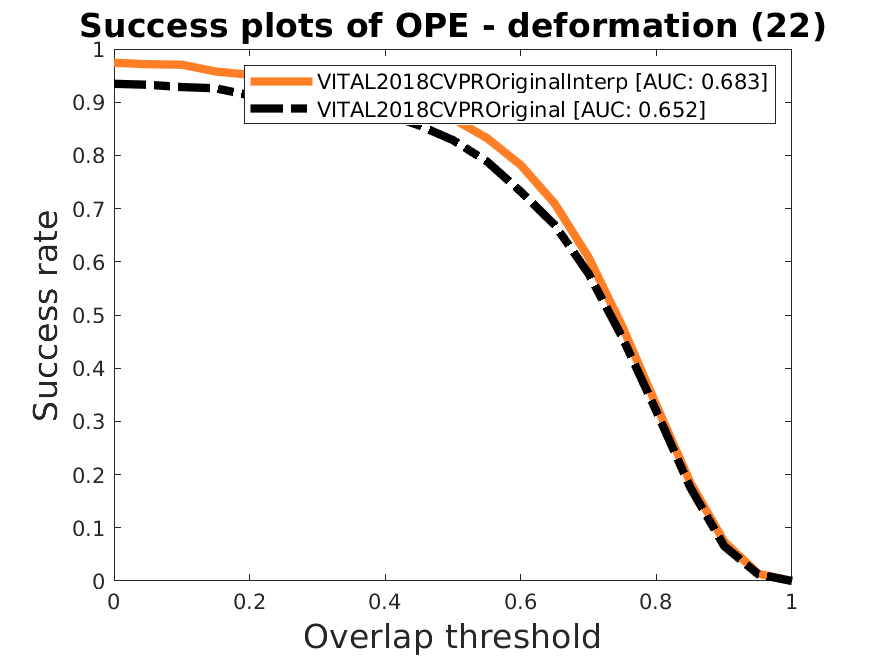 Success plots of OPE - deformation (22)
1
0.9
0.8
0.7
0.6
0.5
0.4
0.3
0.2
0.1
0
VITAL2018CVPROriginalInterp [AUC: 0.683]
VITAL2018CVPROriginal [AUC: 0.652]
Success rate
0 0.2 0.4 0.6 0.8 1
Overlap threshold